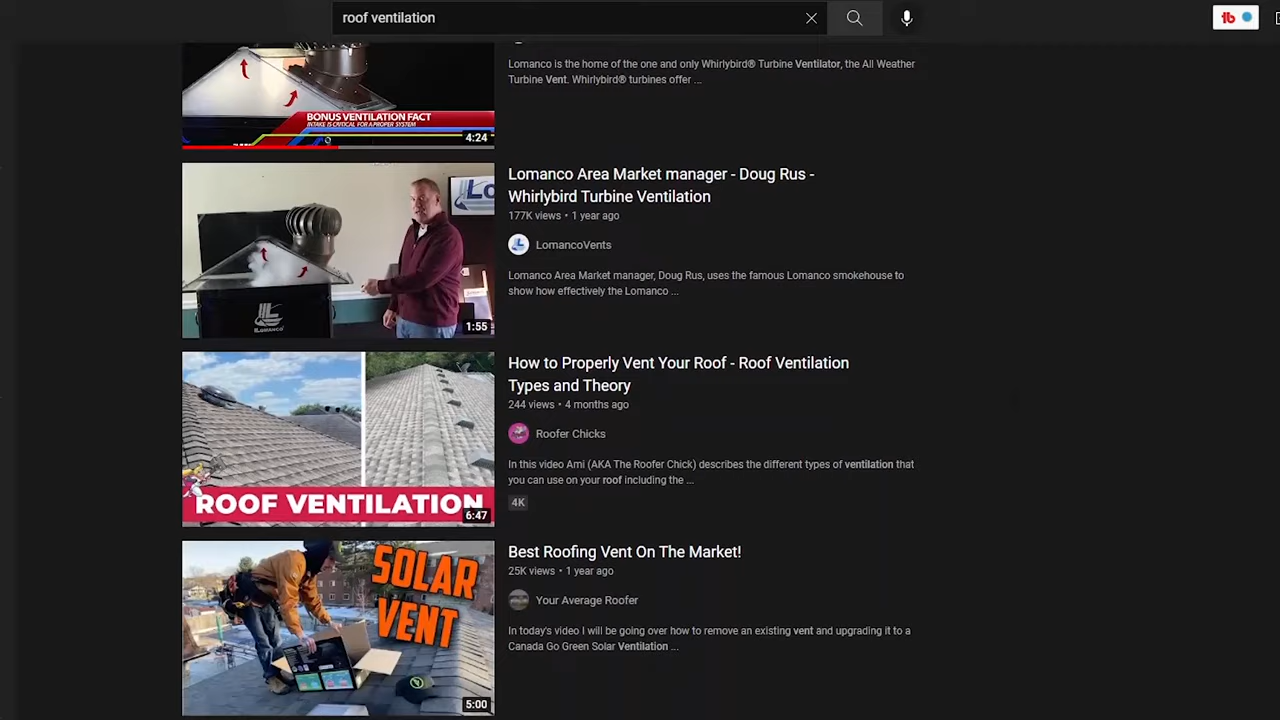 roof ventilation
Lomanco is the home of the one and only Whirlybird® Turbine Ventilator, the All Weather
Turbine Vent. Whirlybird® turbines offer ...
BONUS VENTILATION FACT
INTAKE IS CRITICAL FOR A PROPER SYSTEM
4:24
Lomanco Area Market manager - Doug Rus -
Whirlybird Turbine Ventilation
177K views • 1 year ago
LomancoVents
Lomanco Area Market manager, Doug Rus, uses the famous Lomanco smokehouse to
show how effectively the Lomanco ...
LOMANCO
1:55
How to Properly Vent Your Roof - Roof Ventilation
Types and Theory
244 views • 4 months ago
Roofer Chicks
In this video Ami (AKA The Roofer Chick) describes the different types of ventilation that
you can use on your roof including the ...
4K
ROOF VENTILATION
6:47
Best Roofing Vent On The Market!
25K views • 1 year ago
Your Average Roofer
In today's video I will be going over how to remove an existing vent and upgrading it to a
Canada Go Green Solar Ventilation ...
SOLAR
VENT
5:00